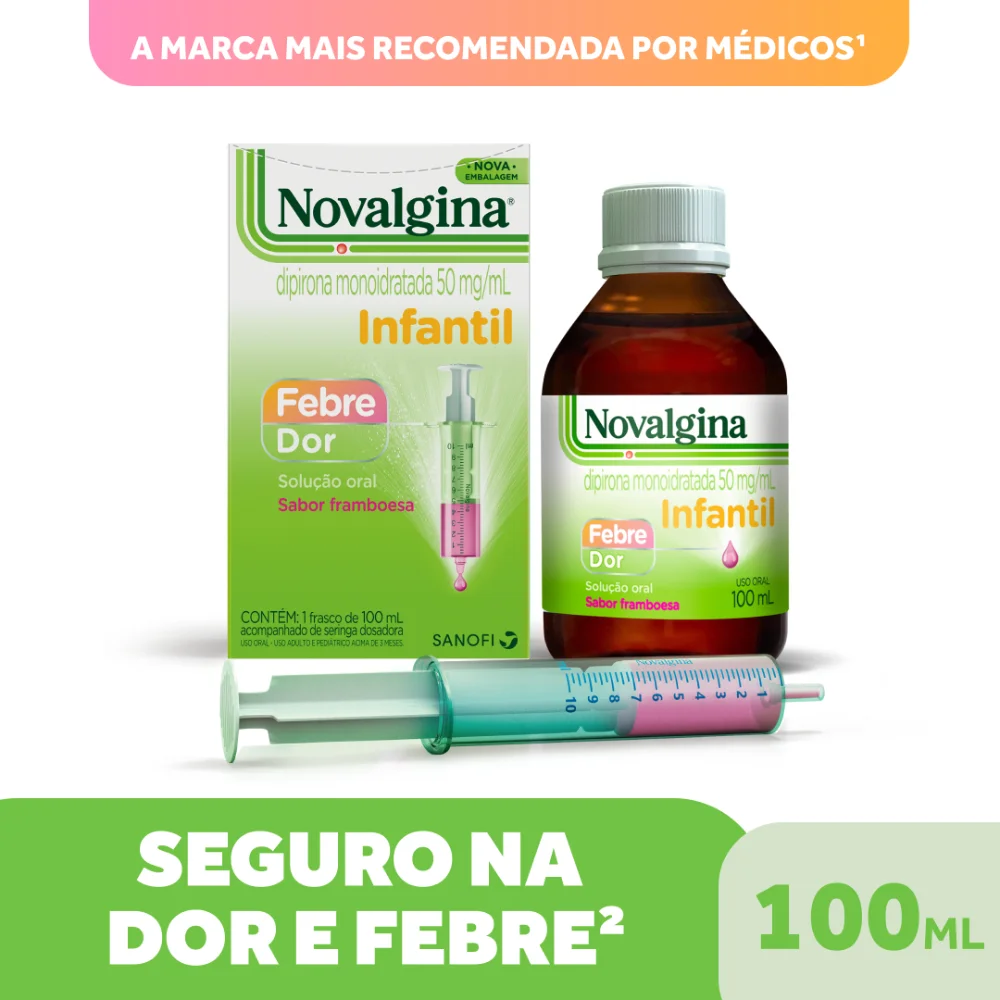 A MARCA MAIS RECOMENDADA POR MÉDICOS¹
• NOVA •
EMBALAGEM
Novalgina®
dipirona monoidratada 50 mg/mL
Infantil
Febre
Dor
Solução oral
Sabor framboesa
CONTÉM: 1 frasco de 100 mL
acompanhado de seringa dosadora
USO ORAL - USO ADULTO E PEDIÁTRICO ACIMA DE 3 MESES.
SANOFI
Novalgina
dipirona monoidratada 50 mg/mL
Infantil
Febre
Dor
Solução oral
Sabor framboesa
USO ORAL
100 mL
Novalgina
10 9 8 7 6 5 4 3 2 1
SEGURO NA
DOR E FEBRE²
100 ML